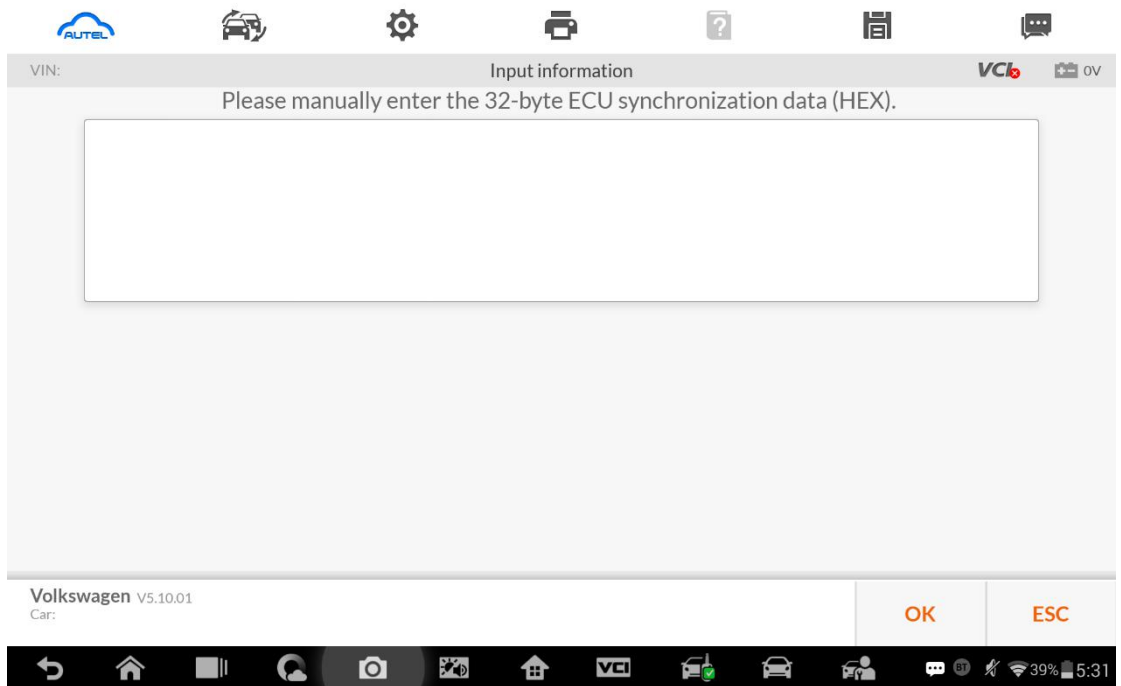 AUTEL
VIN:
Input information
VCI
0V
Please manually enter the 32-byte ECU synchronization data (HEX).
Volkswagen V5.10.01
Car:
OK
ESC
VCI
BT
39%
5:31